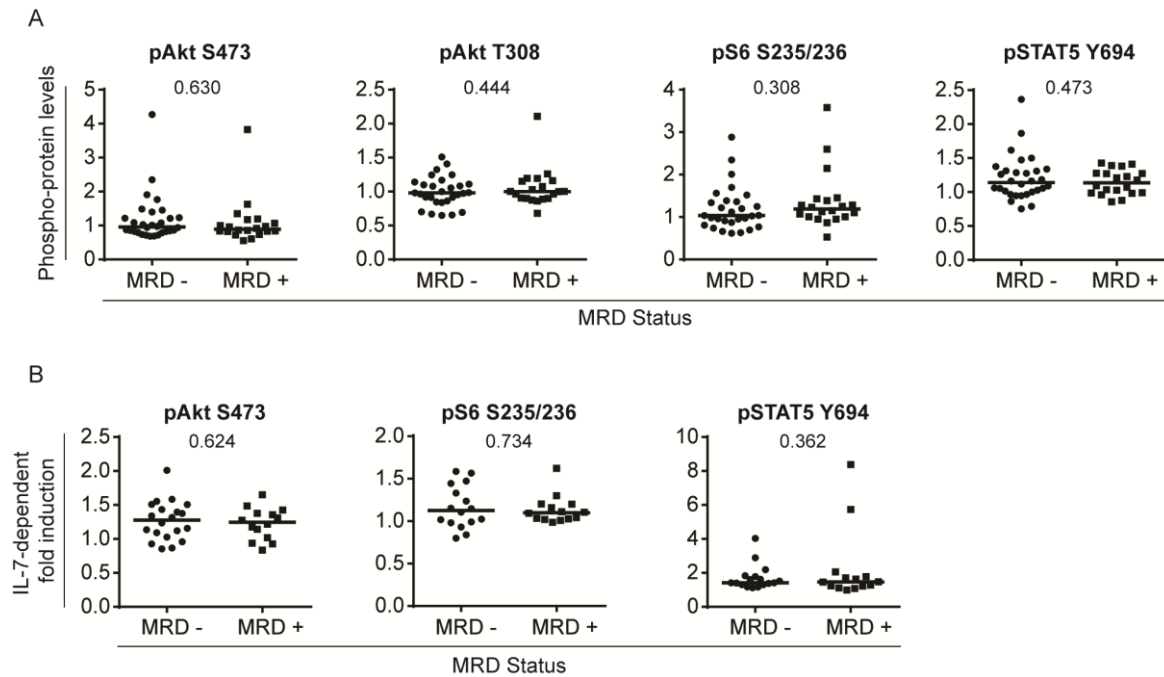 A
pAkt S473
pAkt T308
pS6 S235/236
pSTAT5 Y694
0.630
0.444
0.308
0.473
Phospho-protein levels
5
4
3
2
1
0
2.5
2.0
1.5
1.0
0.5
0.0
4
3
2
1
0
2.5
2.0
1.5
1.0
0.5
0.0
MRD -
MRD +
MRD -
MRD +
MRD -
MRD +
MRD -
MRD +
MRD Status
B
pAkt S473
pS6 S235/236
pSTAT5 Y694
0.624
0.734
0.362
IL-7-dependent
fold induction
2.5
2.0
1.5
1.0
0.5
0.0
2.0
1.5
1.0
0.5
0.0
10
8
6
4
2
0
MRD -
MRD +
MRD -
MRD +
MRD -
MRD +
MRD Status